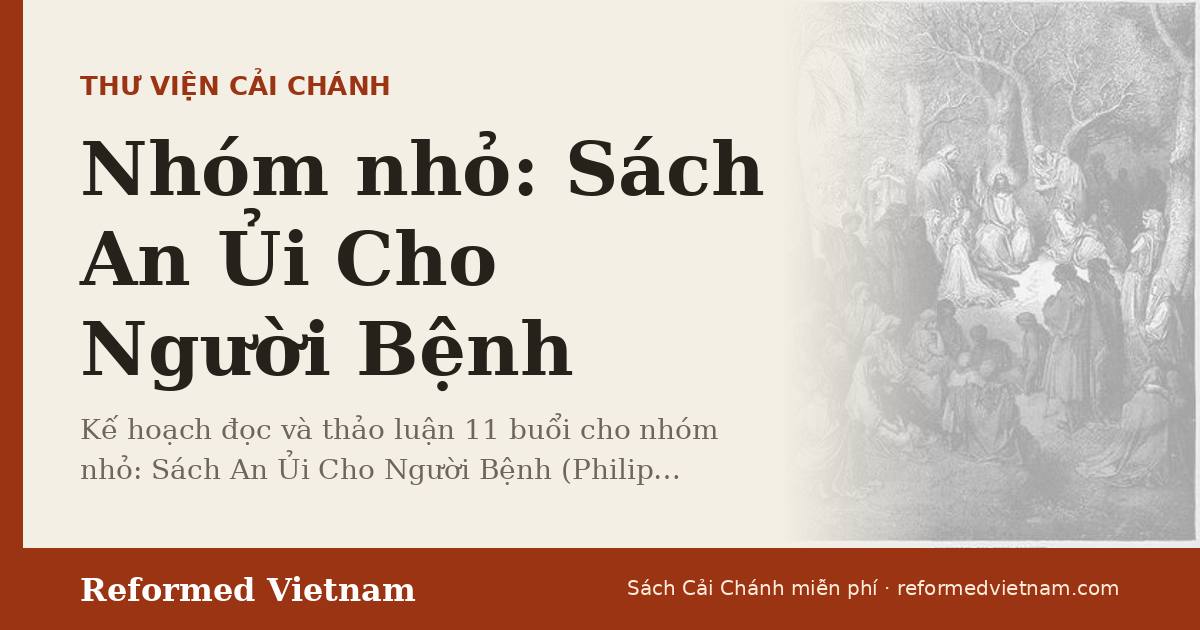 THƯ VIỆN CẢI CHÁNH
Nhóm nhỏ: Sách
An Ủi Cho
Người Bệnh
Kế hoạch đọc và thảo luận 11 buổi cho nhóm
nhỏ: Sách An Ủi Cho Người Bệnh (Philip...
Reformed Vietnam
Sách Cải Chánh miễn phí · reformedvietnam.com